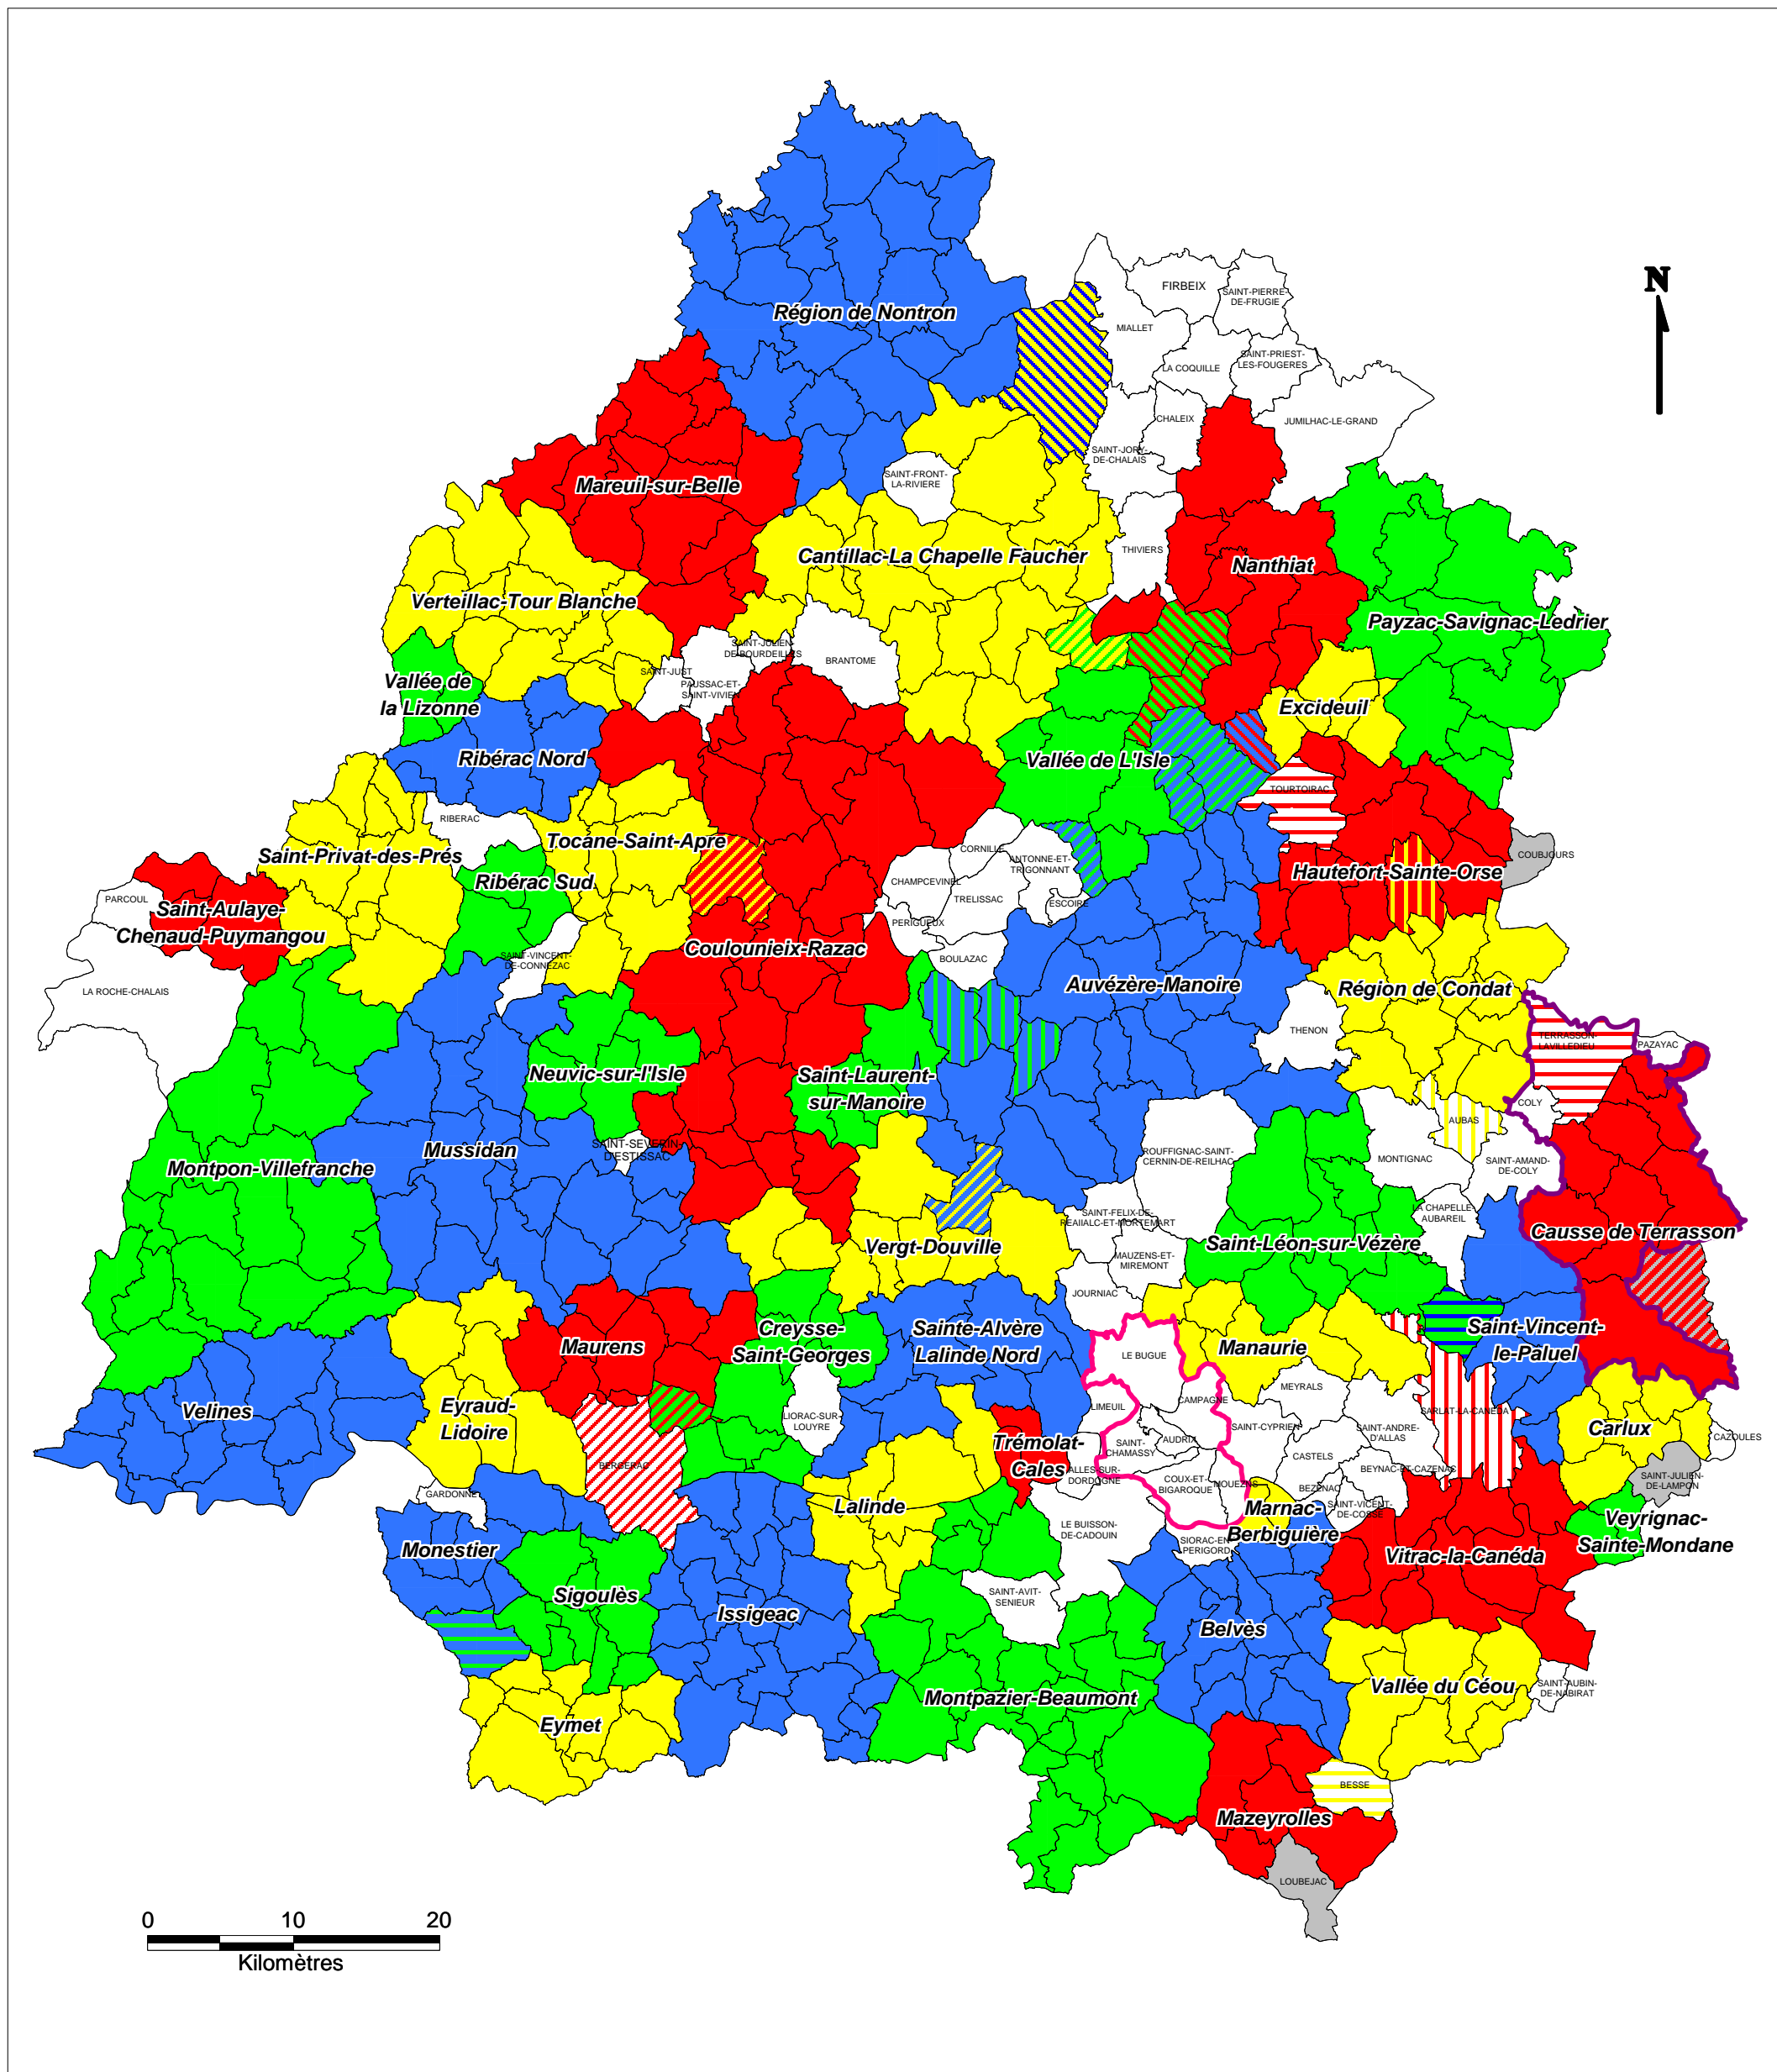 FIRBEIX
SAINT-PIERRE-
DE-FRUGIE
N
MIALLET
Région de Nontron
SAINT-PRIEST-
LES-FOUGERES
LA COQUILLE
CHALEIX
JUMILHAC-LE-GRAND
SAINT-JORY-
DE-CHALAIS
SAINT-FRONT-
LA-RIVIERE
Mareuil-sur-Belle
THIVIERS
Cantillac-La Chapelle Faucher
Nanthiat
Verteillac-Tour Blanche
Payzac-Savignac-Ledrier
SAINT-JULIEN-
DE-BOURDEILLES
BRANTOME
SAINT-JUST
PAUSSAC-ET-
SAINT-VIVIEN
Vallée de
la Lizonne
Excideuil
Ribérac Nord
Vallée de L'Isle
TOURTOIRAC
RIBERAC
Tocane-Saint-Apre
Saint-Privat-des-Prés
CORNILLE
ANTONNE-ET-
TRIGONNANT
COUBJOURS
Hautefort-Sainte-Orse
Ribérac Sud
CHAMPCEVINEL
TRELISSAC
ESCOIRE
PARCOUL
Saint-Aulaye-
Chenaud-Puymangou
PERIGUEUX
Coulounieix-Razac
BOULAZAC
SAINT-VINCENT-
DE-CONNEZAC
LA ROCHE-CHALAIS
Auvézère-Manoire
Région de Condat
THENON
TERRASSON-
LAVILLEDIEU
PAZAYAC
Neuvic-sur-l'Isle
Saint-Laurent-
sur-Manoire
COLY
AUBAS
SAINT-SEVERIN-
D'ESTISSAC
Mussidan
Montpon-Villefranche
ROUFFIGNAC-SAINT-
CERNIN-DE-REILHAC
MONTIGNAC
SAINT-AMAND-
DE-COLY
LA CHAPELLE-
AUBAREIL
SAINT-FELIX-DE-
REAIIALC-ET-MORTEMART
Causse de Terrasson
Saint-Léon-sur-Vézère
Vergt-Douville
MAUZENS-ET-
MIREMONT
JOURNIAC
Creysse-
Saint-Georges
Sainte-Alvère
Lalinde Nord
Saint-Vincent-
le-Paluel
Maurens
Manaurie
LE BUGUE
MEYRALS
Velines
Eyraud-
Lidoire
LIORAC-SUR-
LOUYRE
LIMEUIL
CAMPAGNE
SARLAT-LA-CANEDA
Carlux
CAZOULES
SAINT-CYPRIEN
SAINT-ANDRE-
D'ALLAS
Trémolat-
Cales
SAINT-
CHAMASSY
AUDRIX
CASTELS
BEYNAC-ET-CAZENAC
BERGERAC
ALLES-SUR-
DORDOGNE
COUX-ET-
BIGAROQUE
MOUEZNS
BEZENAC
SAINT-JULIEN-
DE-LAMPON
GARDONNE
Lalinde
Marnac-
Berbiguière
SAINT-VICENT-
DE-COSSE
Veyrignac-
Sainte-Mondane
LE BUISSON-
DE-CADOUIN
SIORAC-EN-
PERIGORD
Monestier
Vitrac-la-Canéda
Sigoulès
SAINT-AVIT-
SENIEUR
Issigeac
Belvès
Montpazier-Beaumont
Vallée du Céou
SAINT-AUBIN-
DE-NABIRAT
Eymet
BESSE
Mazeyrolles
LOUBEJAC
0 10 20
Kilomètres